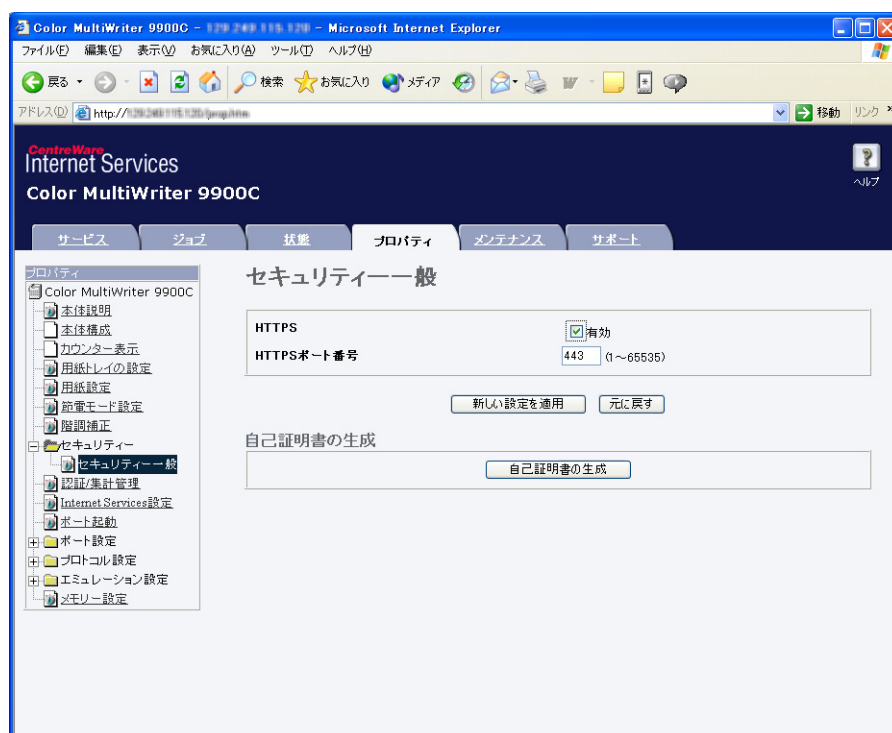 Color MultiWriter 9900C - - Microsoft Internet Explorer
ファイル(F) 編集(E) 表示(V) お気に入り(A) ツール(T) ヘルプ(H)
戻る 検索 お気に入り メディア
アドレス(D) http:// 移動 リンク »
CentreWare
Internet Services
Color MultiWriter 9900C
ヘルプ
サービス ジョブ 状態 プロパティ メンテナンス サポート
プロパティ
Color MultiWriter 9900C
本体説明
本体構成
カウンター表示
用紙トレイの設定
用紙設定
節電モード設定
階調補正
セキュリティー
セキュリティー一般
認証/集計管理
Internet Services設定
ポート起動
ポート設定
プロトコル設定
エミュレーション設定
メモリー設定
セキュリティー一般
HTTPS 有効
HTTPSポート番号 443 (1～65535)
新しい設定を適用 元に戻す
自己証明書の生成
自己証明書の生成